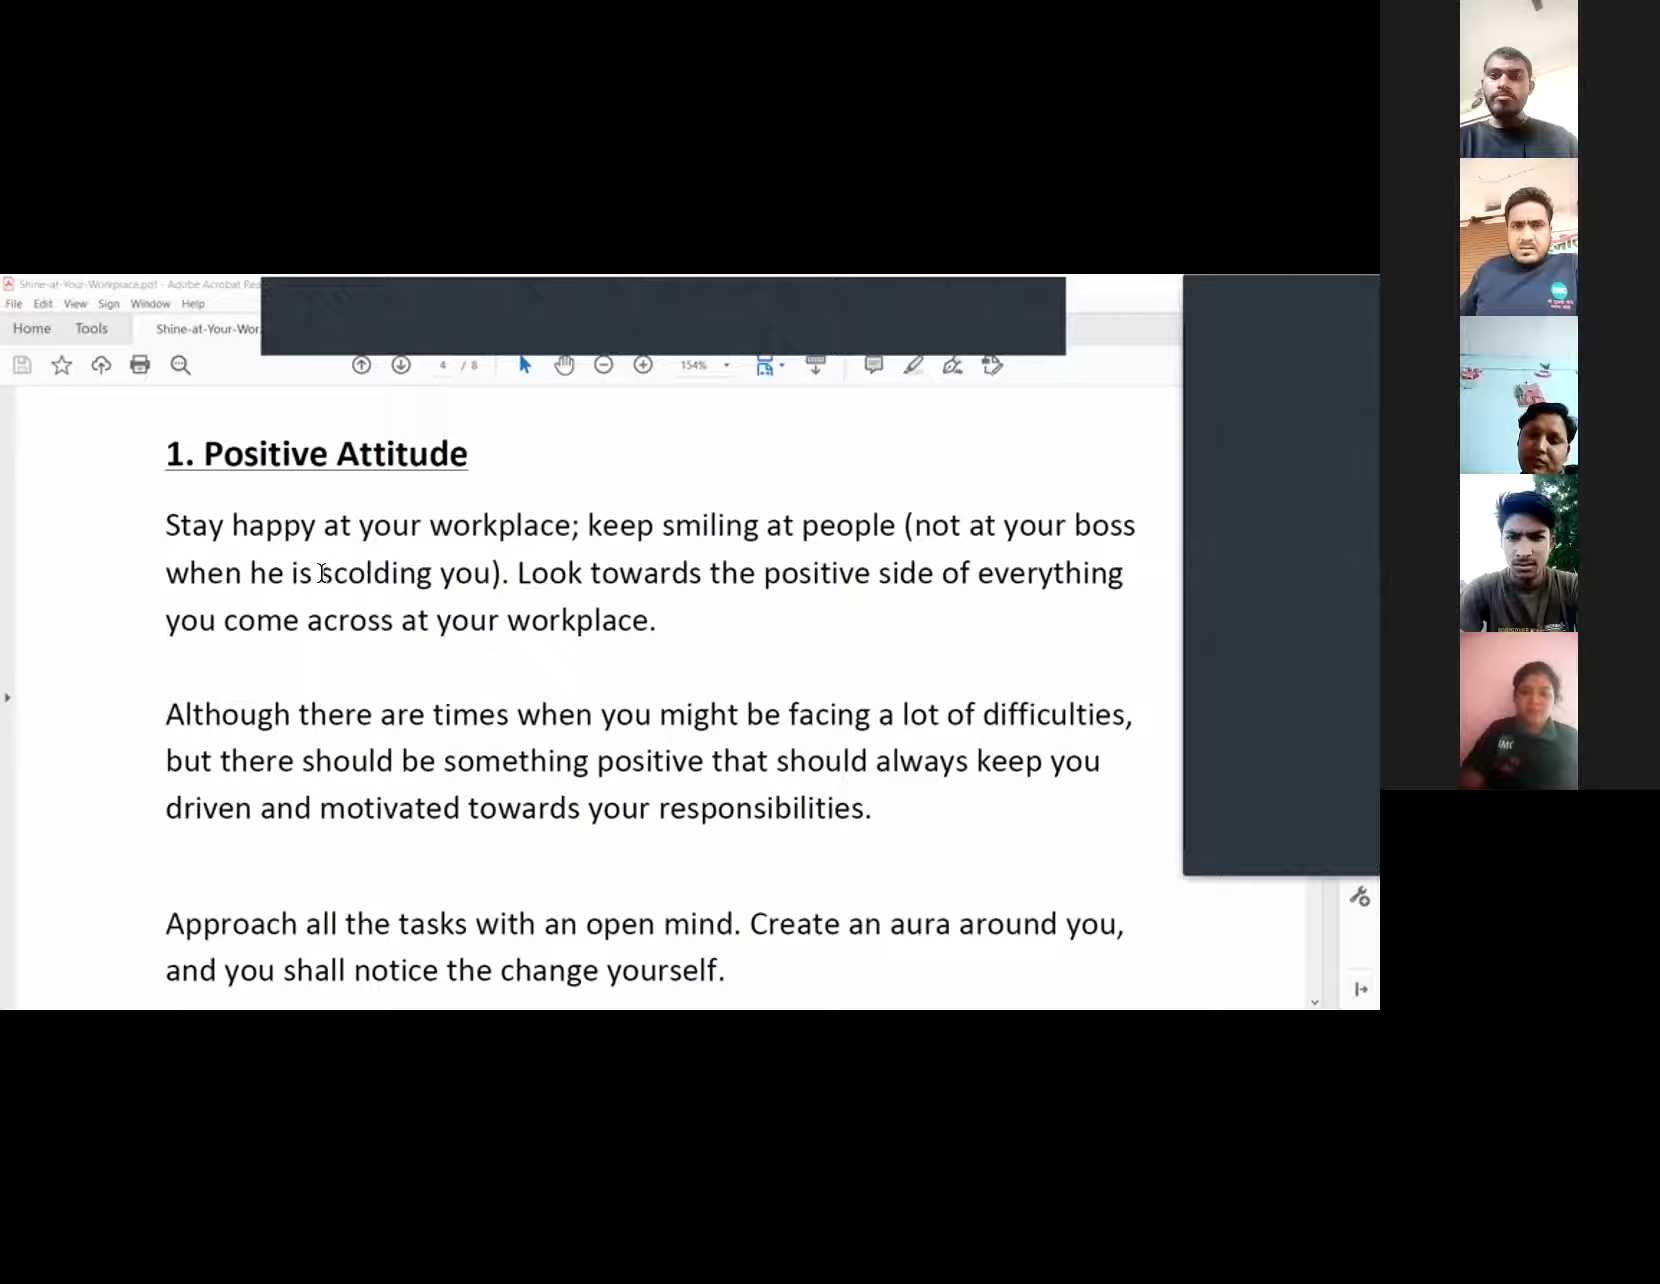 Shine-at-Your-Workplace.pdf - Adobe Acrobat Rea
File Edit View Sign Window Help
Home Tools Shine-at-Your-Wor
4 / 8 154%
1. Positive Attitude
Stay happy at your workplace; keep smiling at people (not at your boss
when he is scolding you). Look towards the positive side of everything
you come across at your workplace.
Although there are times when you might be facing a lot of difficulties,
but there should be something positive that should always keep you
driven and motivated towards your responsibilities.
Approach all the tasks with an open mind. Create an aura around you,
and you shall notice the change yourself.
IMC